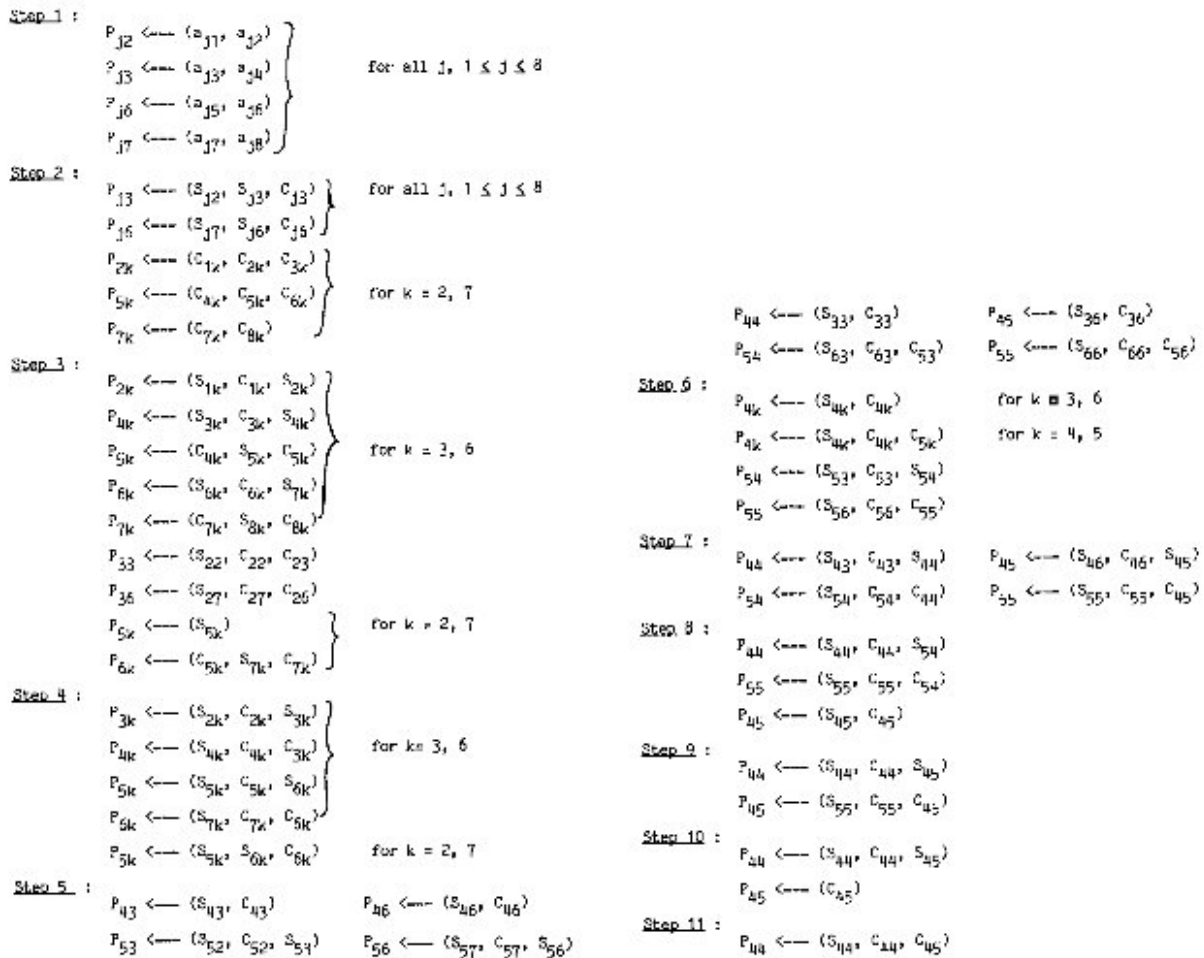 Step 1 :
P_j2 <--- (a_j1, a_j2)
P_j3 <--- (a_j3, a_j4)
for all j, 1 ≤ j ≤ 8
P_j6 <--- (a_j5, a_j6)
P_j7 <--- (a_j7, a_j8)
Step 2 :
P_j3 <--- (S_j2, S_j3, C_j3)
for all j, 1 ≤ j ≤ 8
P_j6 <--- (S_j7, S_j6, C_j6)
P_2k <--- (C_1k, C_2k, C_3k)
P_5k <--- (C_4k, C_5k, C_6k)
for k = 2, 7
P_7k <--- (C_7k, C_8k)
Step 3 :
P_2k <--- (S_1k, C_1k, S_2k)
P_4k <--- (S_3k, C_3k, S_4k)
P_5k <--- (C_4k, S_5k, C_5k)
for k = 3, 6
P_6k <--- (S_6k, C_6k, S_7k)
P_7k <--- (C_7k, S_8k, C_8k)
P_33 <--- (S_22, C_22, C_23)
P_36 <--- (S_27, C_27, C_26)
P_5k <--- (S_5k)
for k = 2, 7
P_6k <--- (C_5k, S_7k, C_7k)
Step 4 :
P_3k <--- (S_2k, C_2k, S_3k)
P_4k <--- (S_4k, C_4k, C_3k)
for k= 3, 6
P_5k <--- (S_5k, C_5k, S_6k)
P_6k <--- (S_7k, C_7k, C_6k)
P_5k <--- (S_5k, S_6k, C_6k)
for k = 2, 7
Step 5 :
P_43 <--- (S_43, C_43)
P_46 <--- (S_46, C_46)
P_53 <--- (S_52, C_52, S_53)
P_56 <--- (S_57, C_57, S_56)
P_44 <--- (S_33, C_33)
P_45 <--- (S_36, C_36)
P_54 <--- (S_63, C_63, C_53)
P_55 <--- (S_66, C_66, C_56)
Step 6 :
P_4k <--- (S_4k, C_4k)
for k = 3, 6
P_4k <--- (S_4k, C_4k, C_5k)
for k = 4, 5
P_54 <--- (S_53, C_53, S_54)
P_55 <--- (S_56, C_56, C_55)
Step 7 :
P_44 <--- (S_43, C_43, S_44)
P_45 <--- (S_46, C_46, S_45)
P_54 <--- (S_54, C_54, C_44)
P_55 <--- (S_55, C_55, C_45)
Step 8 :
P_44 <--- (S_44, C_44, S_54)
P_55 <--- (S_55, C_55, C_54)
P_45 <--- (S_45, C_45)
Step 9 :
P_44 <--- (S_44, C_44, S_45)
P_45 <--- (S_55, C_55, C_45)
Step 10 :
P_44 <--- (S_44, C_44, S_45)
P_45 <--- (C_45)
Step 11 :
P_44 <--- (S_44, C_44, C_45)